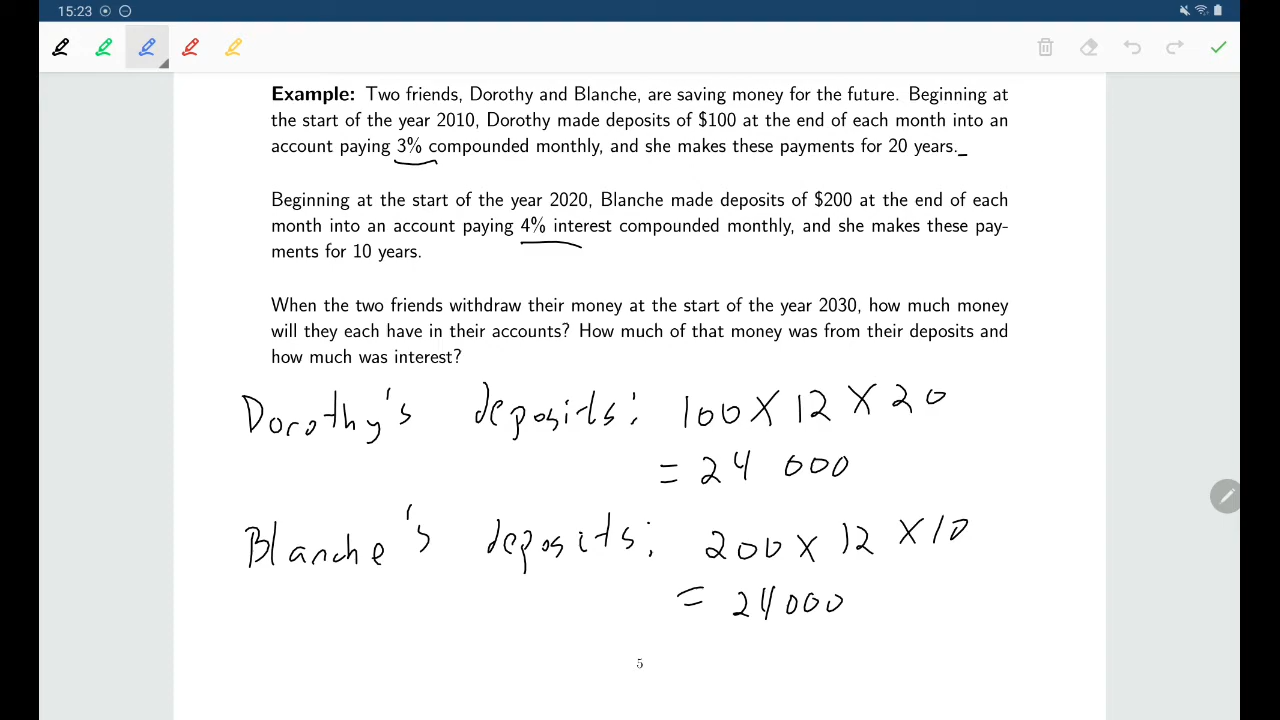 15:23
Example: Two friends, Dorothy and Blanche, are saving money for the future. Beginning at
the start of the year 2010, Dorothy made deposits of $100 at the end of each month into an
account paying 3% compounded monthly, and she makes these payments for 20 years.
Beginning at the start of the year 2020, Blanche made deposits of $200 at the end of each
month into an account paying 4% interest compounded monthly, and she makes these pay-
ments for 10 years.
When the two friends withdraw their money at the start of the year 2030, how much money
will they each have in their accounts? How much of that money was from their deposits and
how much was interest?
Dorothy's deposits: 100 X 12 X 20
= 24 000
Blanche's deposits: 200 X 12 X 10
= 24000
5